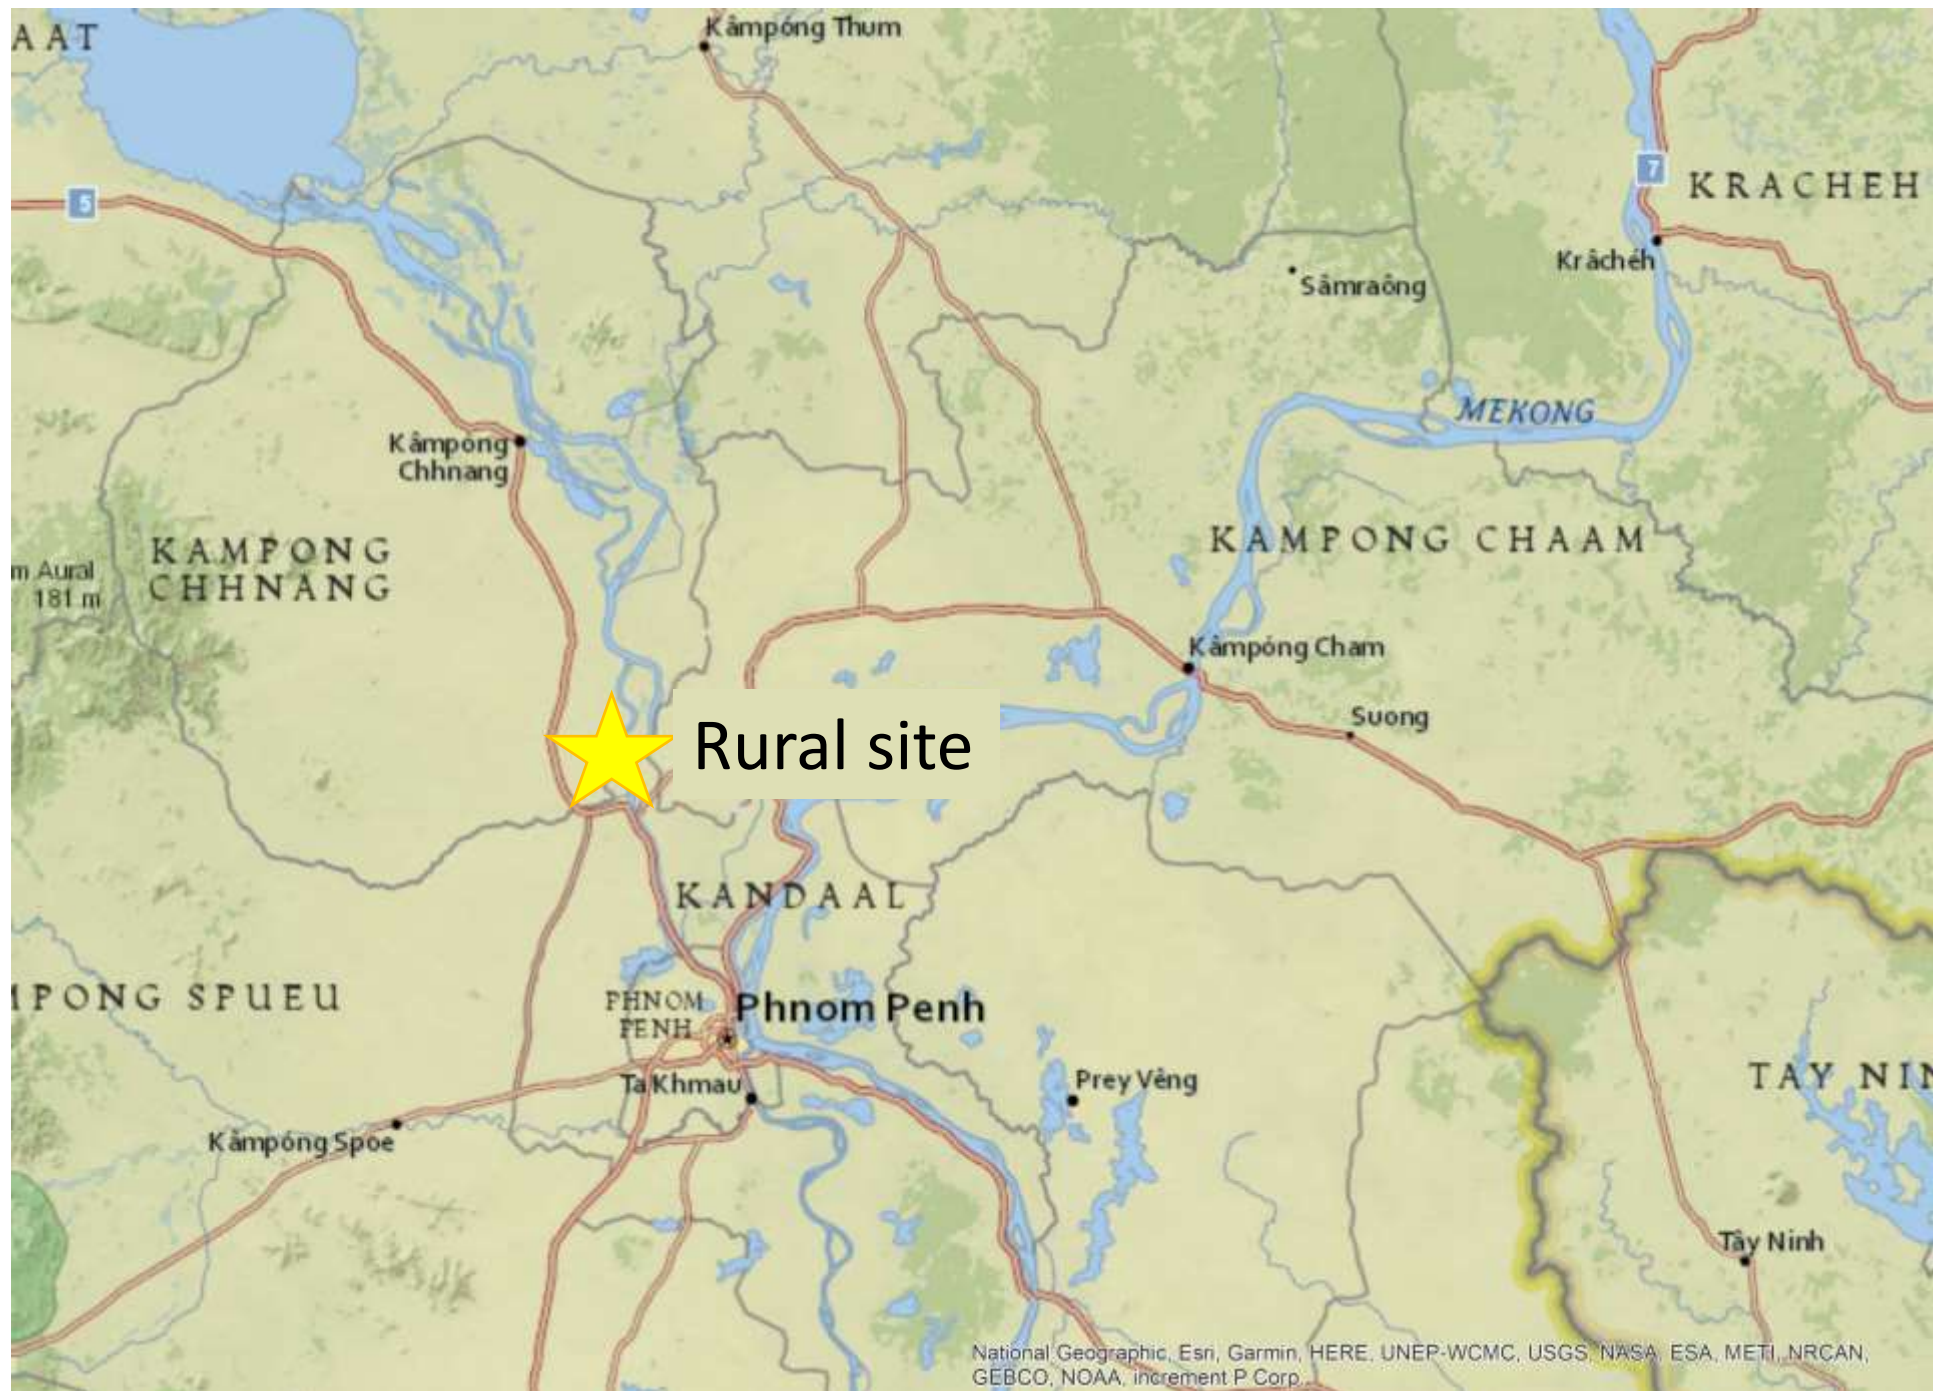 AAT
Kâmpóng Thum
5
7
KRACHEH
Krâchéh
Sâmraông
MEKONG
Kâmpóng
Chhnang
KAMPONG
CHHNANG
KAMPONG CHAAM
m Aural
181 m
Kâmpóng Cham
Suong
Rural site
KANDAAL
MPONG SPUEU
PHNOM
PENH
Phnom Penh
Ta Khmau
Prey Vêng
TAY NIN
Kâmpóng Spoe
Tây Ninh
National Geographic, Esri, Garmin, HERE, UNEP-WCMC, USGS, NASA, ESA, METI, NRCAN,
GEBCO, NOAA, increment P Corp.